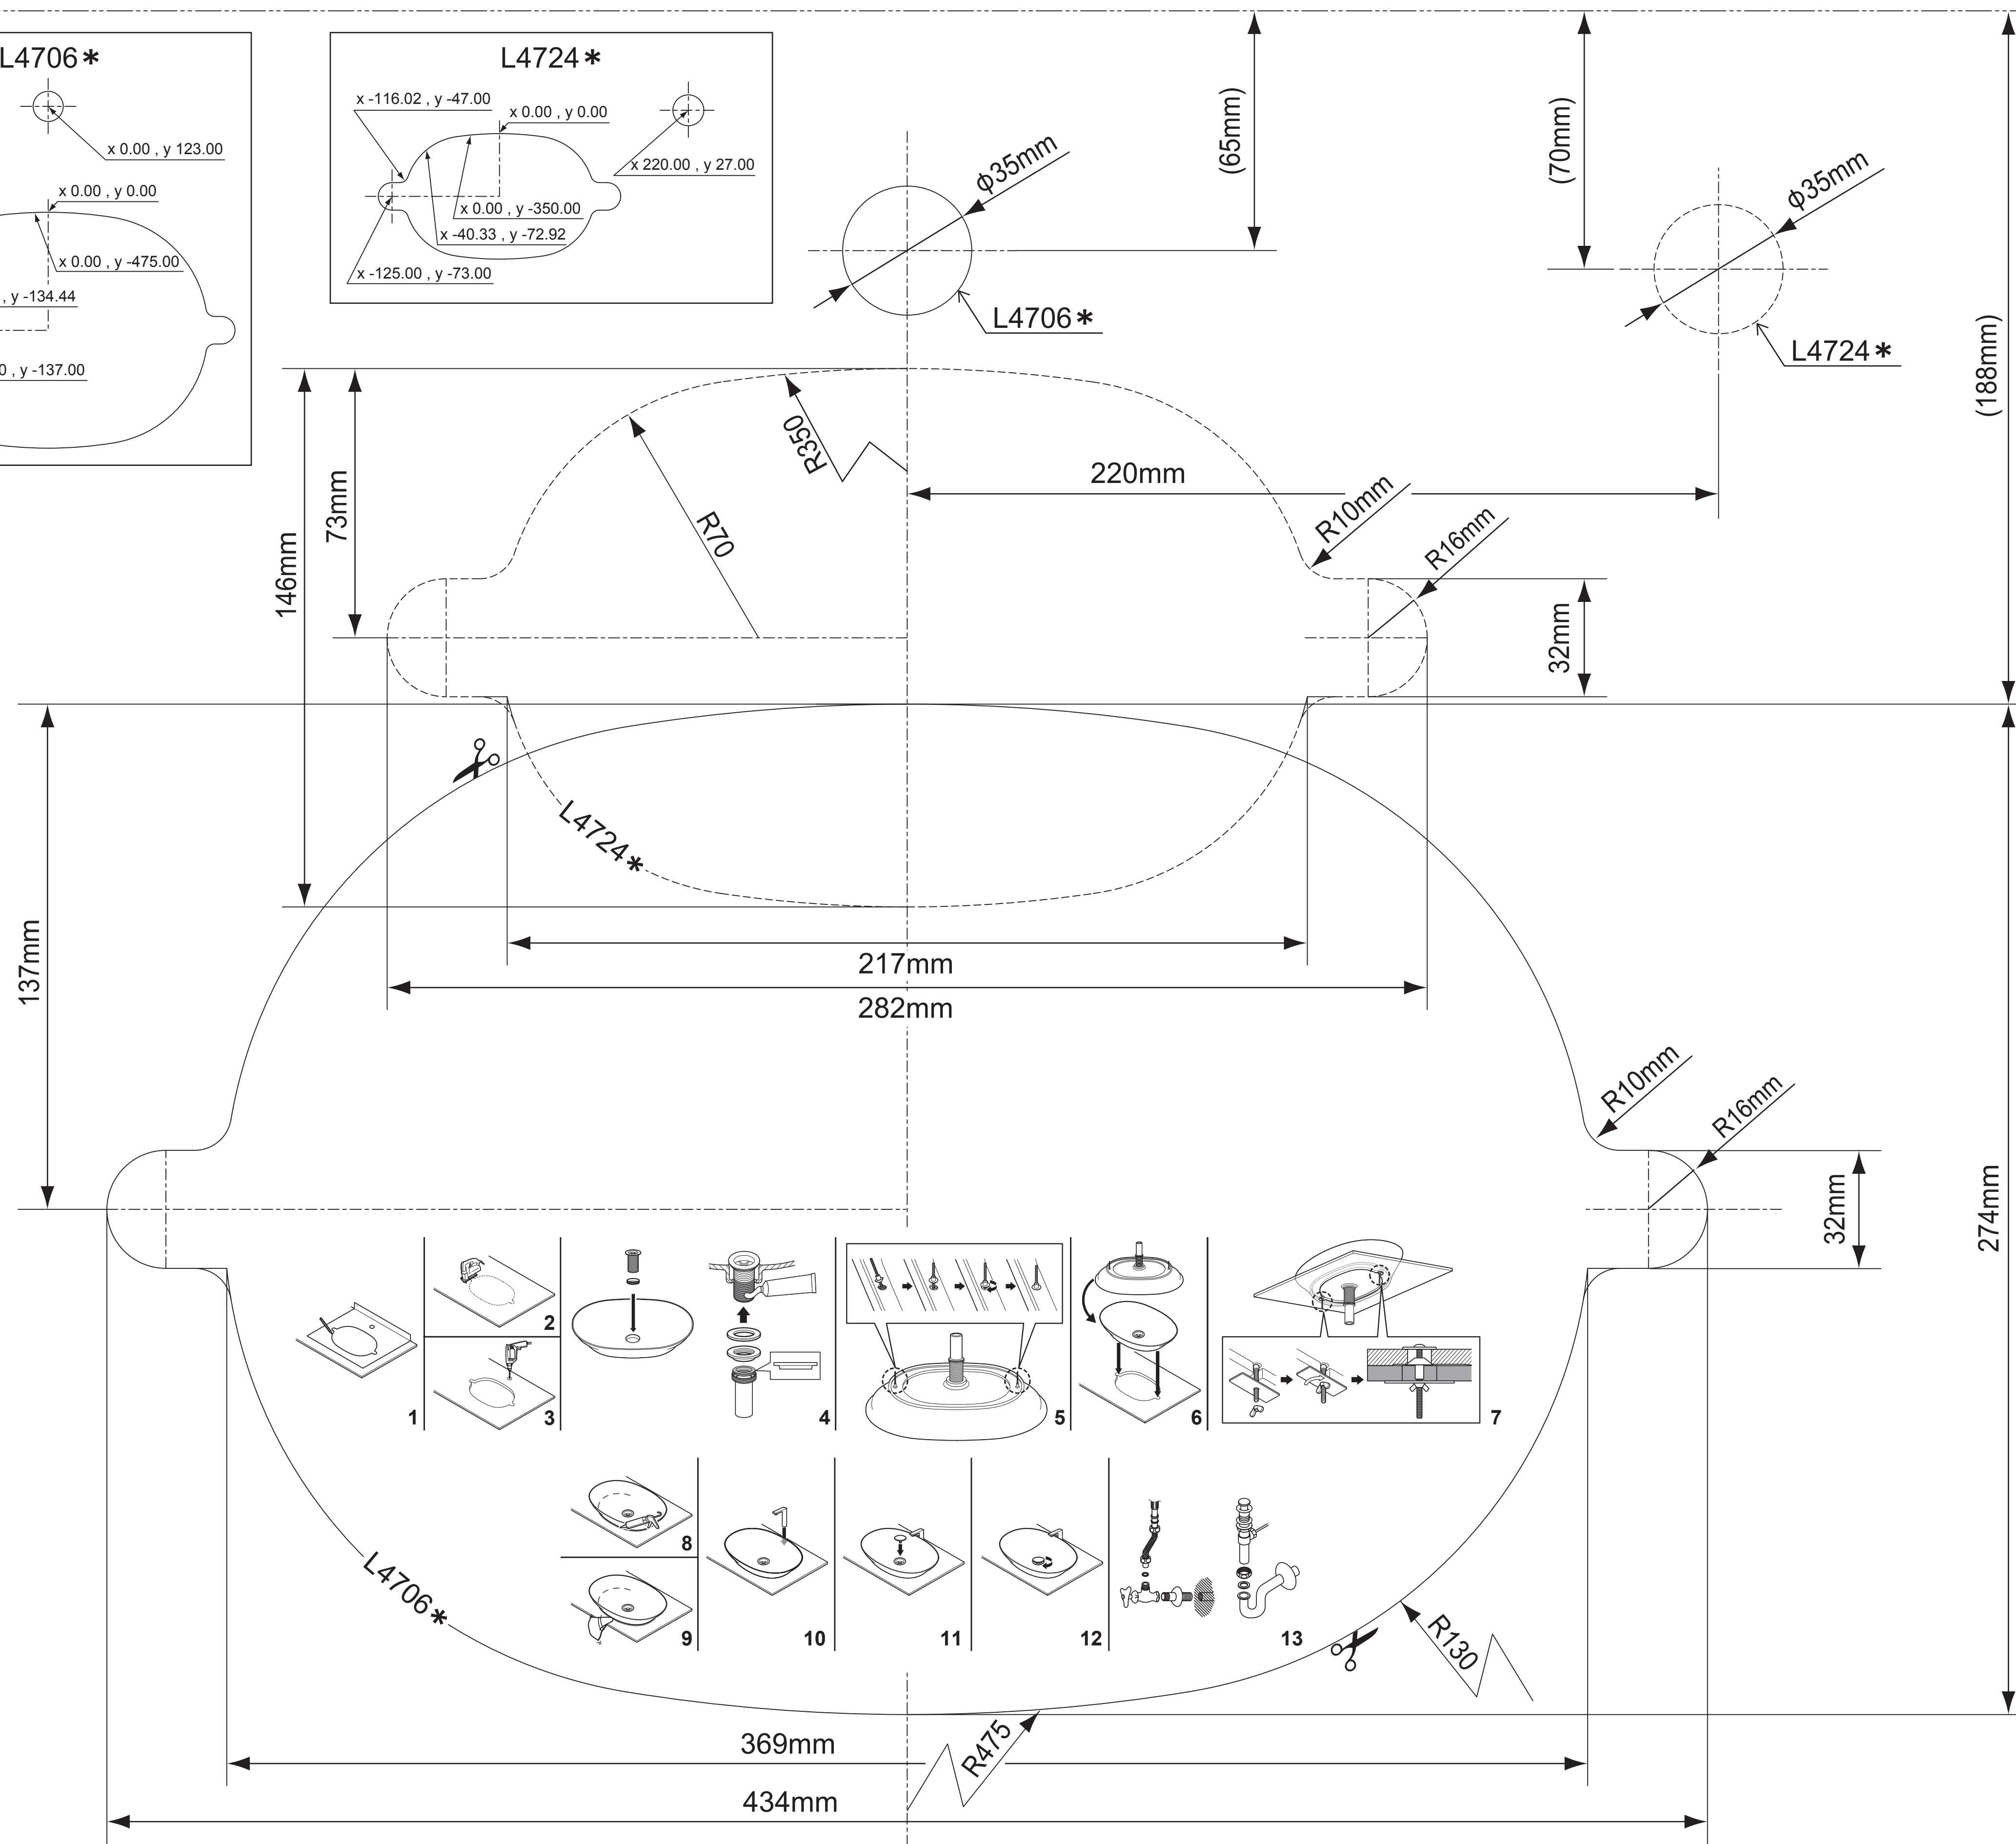 L4706*
x 0.00 , y 123.00
x 0.00 , y 0.00
x 0.00 , y -475.00
, y -134.44
0 , y -137.00
L4724*
x -116.02 , y -47.00
x 0.00 , y 0.00
x 220.00 , y 27.00
x 0.00 , y -350.00
x -40.33 , y -72.92
x -125.00 , y -73.00
(65mm)
ϕ35mm
L4706*
(70mm)
ϕ35mm
L4724*
(188mm)
R350
220mm
73mm
146mm
R70
R10mm
R16mm
32mm
L4724*
217mm
282mm
137mm
R10mm
R16mm
32mm
274mm
1
2
3
4
5
6
7
8
9
10
11
12
13
L4706*
R130
R475
369mm
434mm